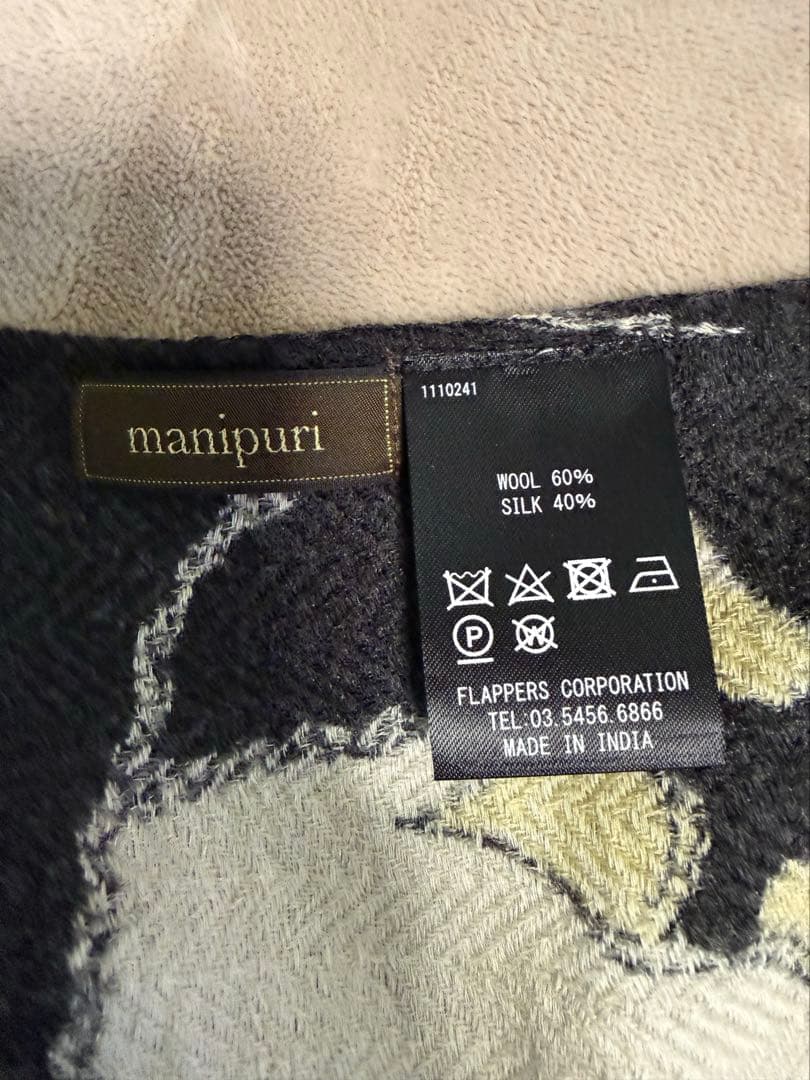 manipuri
1110241
WOOL 60%
SILK 40%
P W
FLAPPERS CORPORATION
TEL.03.5456.6866
MADE IN INDIA